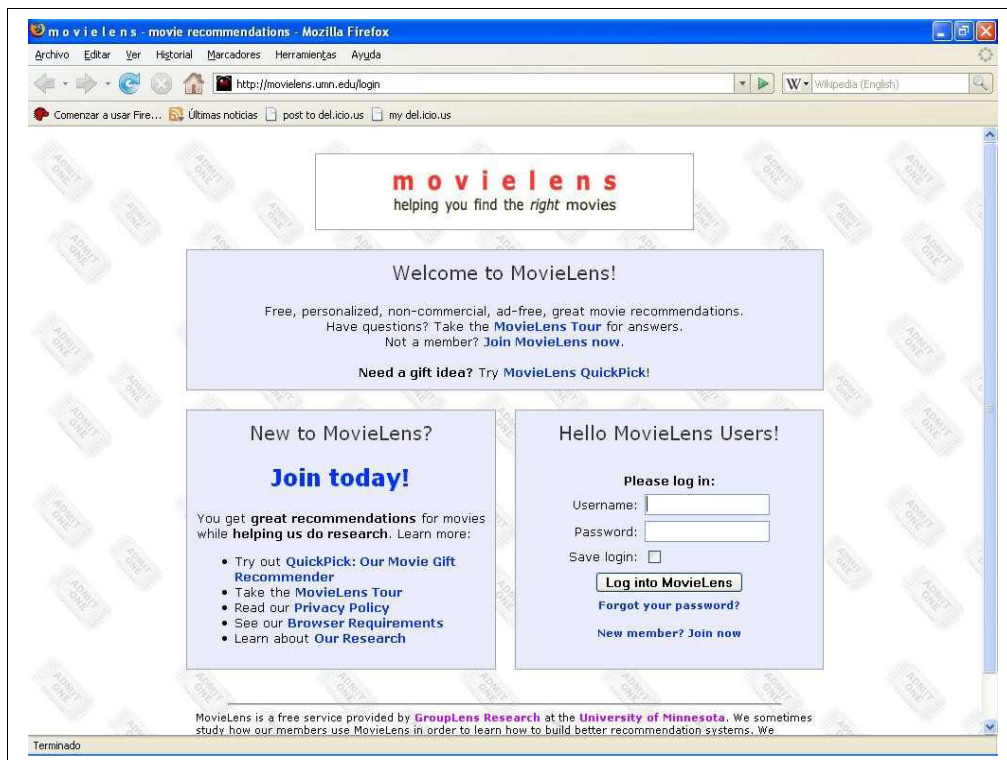 m o v i e l e n s - movie recommendations - Mozilla Firefox
Archivo Editar Ver Historial Marcadores Herramientas Ayuda
http://movielens.umn.edu/login
W Wikipedia (English)
Comenzar a usar Fire... Últimas noticias post to del.icio.us my del.icio.us
m o v i e l e n s
helping you find the right movies
Welcome to MovieLens!
Free, personalized, non-commercial, ad-free, great movie recommendations.
Have questions? Take the MovieLens Tour for answers.
Not a member? Join MovieLens now.
Need a gift idea? Try MovieLens QuickPick!
New to MovieLens?
Join today!
You get great recommendations for movies
while helping us do research. Learn more:
• Try out QuickPick: Our Movie Gift
Recommender
• Take the MovieLens Tour
• Read our Privacy Policy
• See our Browser Requirements
• Learn about Our Research
Hello MovieLens Users!
Please log in:
Username:
Password:
Save login:
Log into MovieLens
Forgot your password?
New member? Join now
MovieLens is a free service provided by GroupLens Research at the University of Minnesota. We sometimes
study how our members use MovieLens in order to learn how to build better recommendation systems. We
Terminado
ADMIT ONE